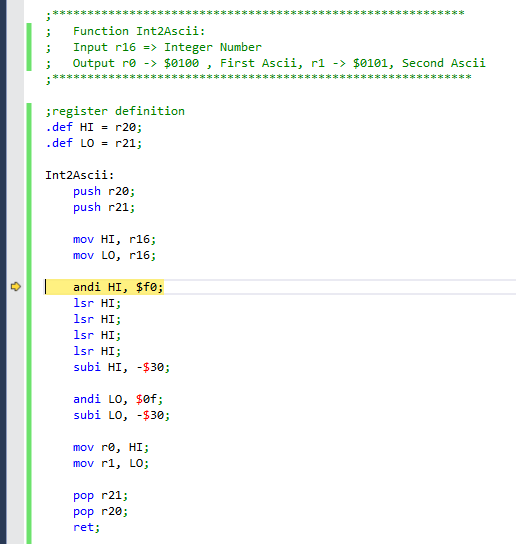 ;***********************************************************
;   Function Int2Ascii:
;   Input r16 => Integer Number
;   Output r0 -> $0100 , First Ascii, r1 -> $0101, Second Ascii
;************************************************************
;register definition
.def HI = r20;
.def LO = r21;
Int2Ascii:
    push r20;
    push r21;
    mov HI, r16;
    mov LO, r16;
    andi HI, $f0;
    lsr HI;
    lsr HI;
    lsr HI;
    lsr HI;
    subi HI, -$30;
    andi LO, $0f;
    subi LO, -$30;
    mov r0, HI;
    mov r1, LO;
    pop r21;
    pop r20;
    ret;